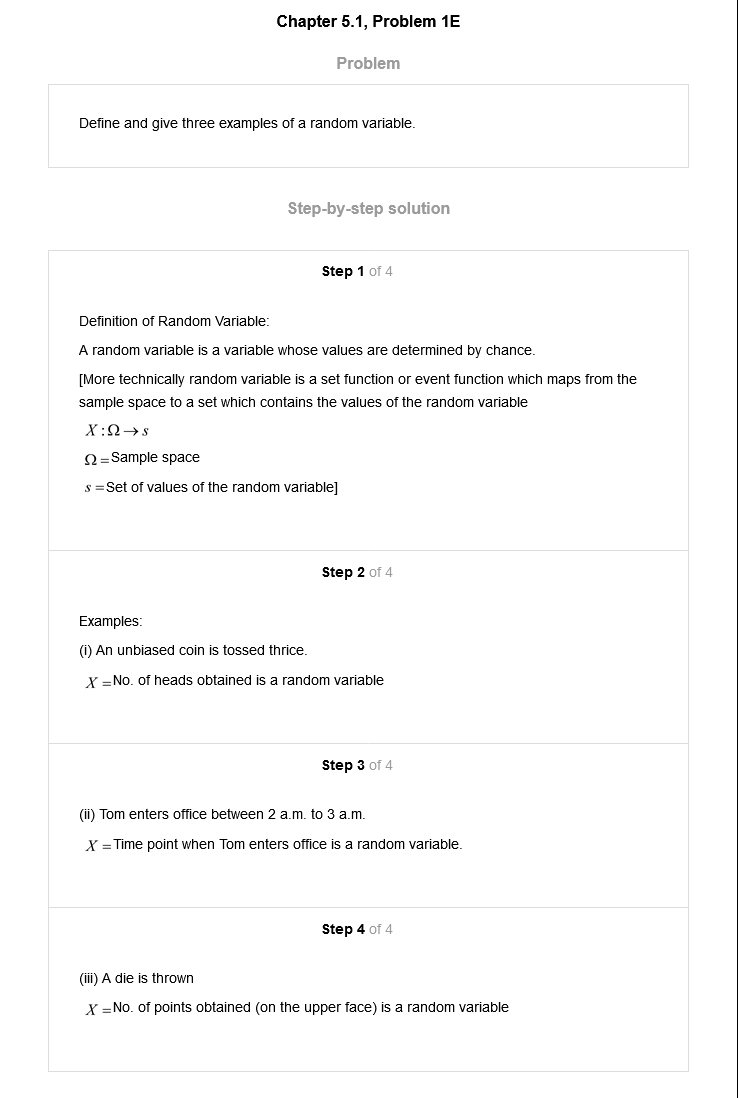 Chapter 5.1, Problem 1E
Problem
Define and give three examples of a random variable.
Step-by-step solution
Step 1 of 4
Definition of Random Variable:
A random variable is a variable whose values are determined by chance.
[More technically random variable is a set function or event function which maps from the
sample space to a set which contains the values of the random variable
X : Ω → s
Ω = Sample space
s = Set of values of the random variable]
Step 2 of 4
Examples:
(i) An unbiased coin is tossed thrice.
X = No. of heads obtained is a random variable
Step 3 of 4
(ii) Tom enters office between 2 a.m. to 3 a.m.
X = Time point when Tom enters office is a random variable.
Step 4 of 4
(iii) A die is thrown
X = No. of points obtained (on the upper face) is a random variable